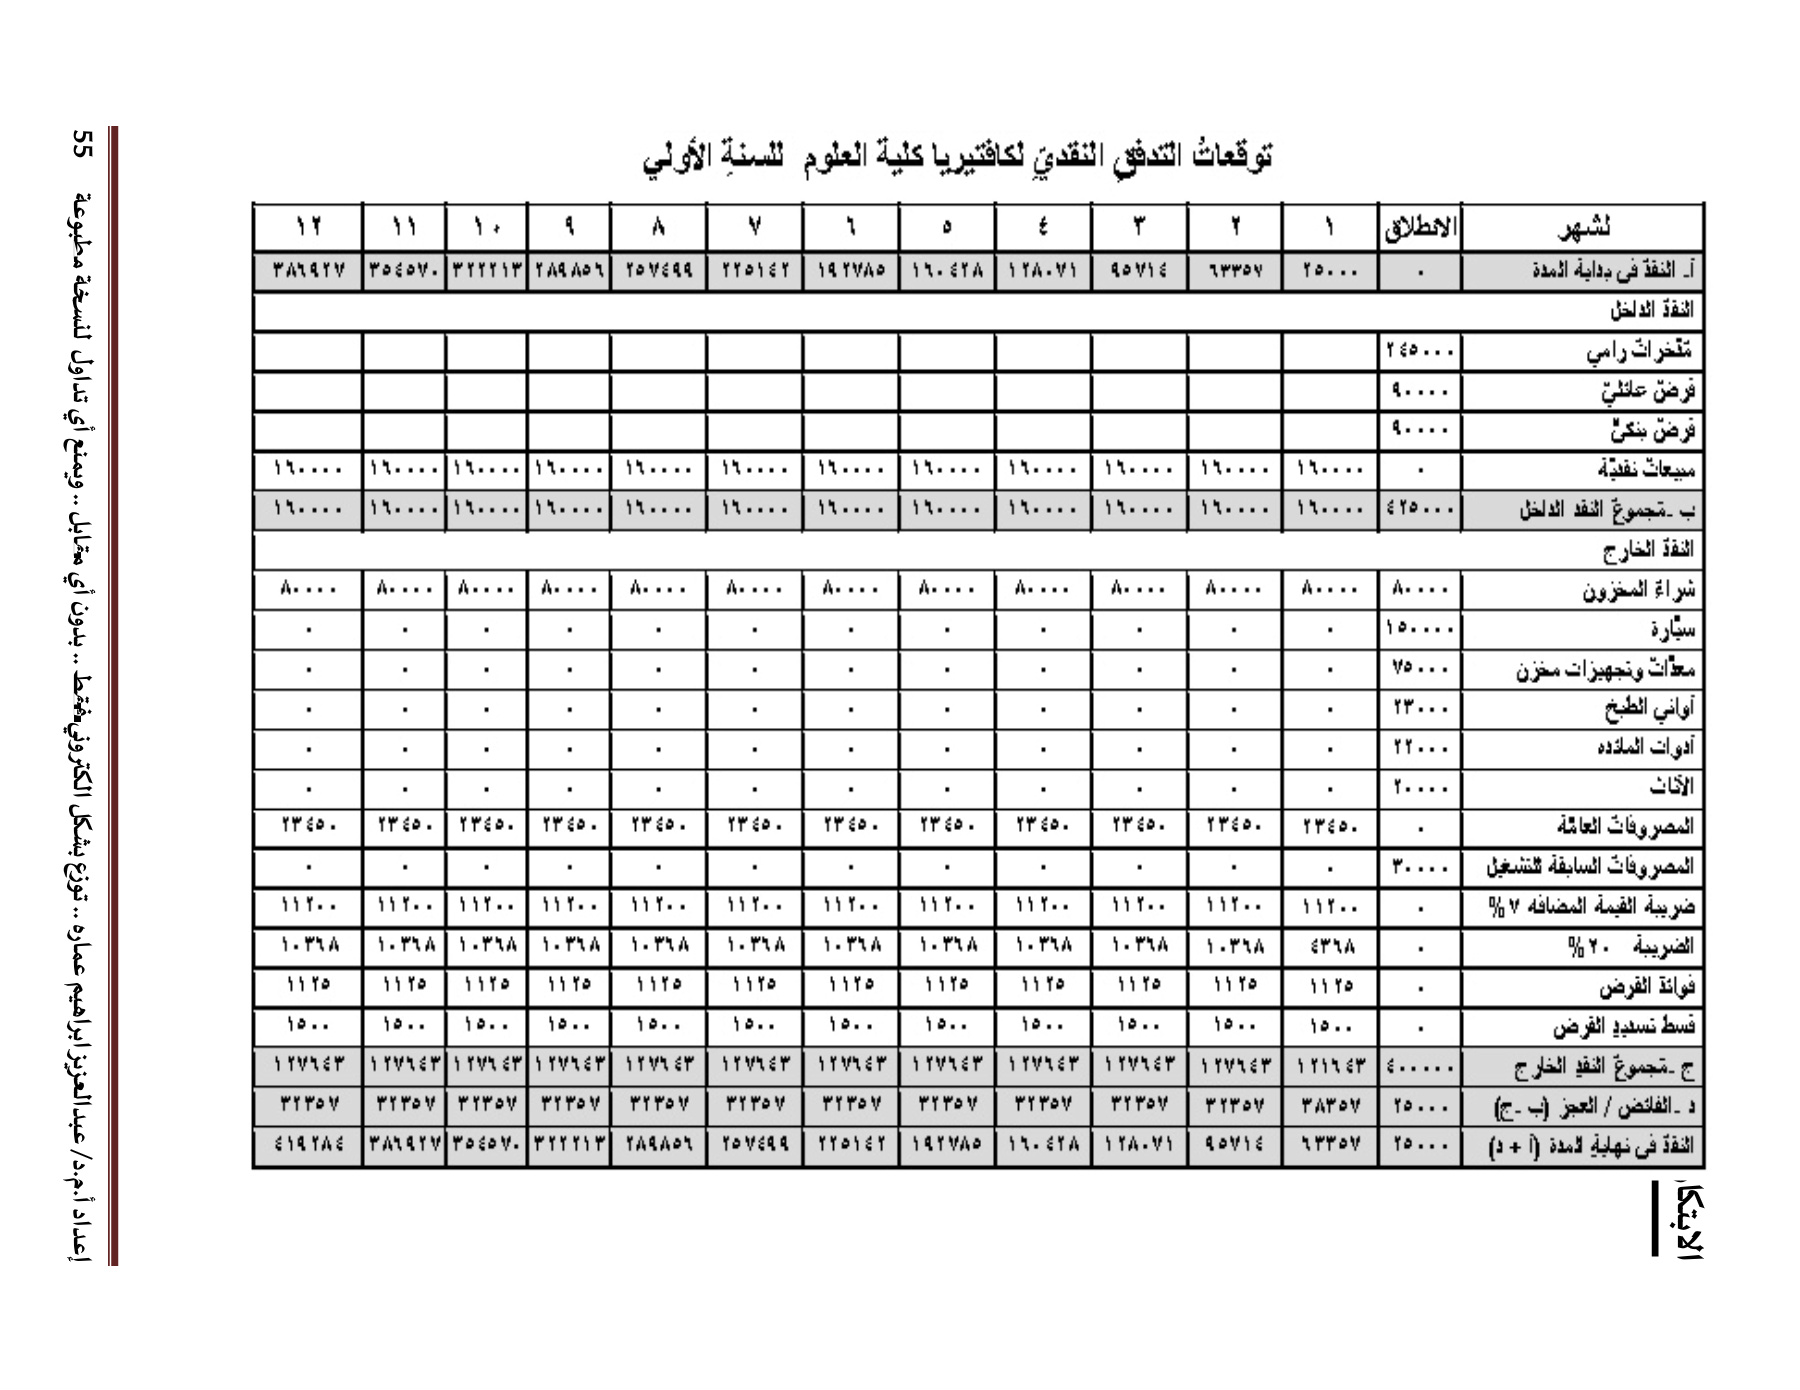 توقعاتُ التدفقِ النقديِّ لكافتيريا كلية العلوم للسنةِ الأولي
لشهر الانطلاق ١ ٢ ٣ ٤ ٥ ٦ ٧ ٨ ٩ ١٠ ١١ ١٢
أـ النقدُ في بداية المدة ٠ ٢٥٠٠٠ ٦٣٣٥٧ ٩٥٧١٤ ١٢٨٠٧١ ١٦٠٤٢٨ ١٩٢٧٨٥ ٢٢٥١٤٢ ٢٥٧٤٩٩ ٢٨٩٨٥٦ ٣٢٢٢١٣ ٣٥٤٥٧٠ ٣٨٦٩٢٧
النقدُ الداخل
مُدّخراتُ رامي ٢٤٥٠٠٠
قرضٌ عائليّ ٩٠٠٠٠
قرضٌ بنكيٌّ ٩٠٠٠٠
مبيعاتٌ نقديّة ٠ ١٦٠٠٠٠ ١٦٠٠٠٠ ١٦٠٠٠٠ ١٦٠٠٠٠ ١٦٠٠٠٠ ١٦٠٠٠٠ ١٦٠٠٠٠ ١٦٠٠٠٠ ١٦٠٠٠٠ ١٦٠٠٠٠ ١٦٠٠٠٠ ١٦٠٠٠٠
ب ـمجموعُ النقد الداخل ٤٢٥٠٠٠ ١٦٠٠٠٠ ١٦٠٠٠٠ ١٦٠٠٠٠ ١٦٠٠٠٠ ١٦٠٠٠٠ ١٦٠٠٠٠ ١٦٠٠٠٠ ١٦٠٠٠٠ ١٦٠٠٠٠ ١٦٠٠٠٠ ١٦٠٠٠٠ ١٦٠٠٠٠
النقدُ الخارج
شراءُ المخزون ٨٠٠٠٠ ٨٠٠٠٠ ٨٠٠٠٠ ٨٠٠٠٠ ٨٠٠٠٠ ٨٠٠٠٠ ٨٠٠٠٠ ٨٠٠٠٠ ٨٠٠٠٠ ٨٠٠٠٠ ٨٠٠٠٠ ٨٠٠٠٠ ٨٠٠٠٠
سيّارة ١٥٠٠٠٠ ٠ ٠ ٠ ٠ ٠ ٠ ٠ ٠ ٠ ٠ ٠ ٠
معدّاتٌ وتجهيزات مخزن ٧٥٠٠٠ ٠ ٠ ٠ ٠ ٠ ٠ ٠ ٠ ٠ ٠ ٠ ٠
أواني الطبخ ٢٣٠٠٠ ٠ ٠ ٠ ٠ ٠ ٠ ٠ ٠ ٠ ٠ ٠ ٠
أدوات المائده ٢٢٠٠٠ ٠ ٠ ٠ ٠ ٠ ٠ ٠ ٠ ٠ ٠ ٠ ٠
الأثاث ٢٠٠٠٠ ٠ ٠ ٠ ٠ ٠ ٠ ٠ ٠ ٠ ٠ ٠ ٠
المصروفاتُ العامّة ٠ ٢٣٤٥٠ ٢٣٤٥٠ ٢٣٤٥٠ ٢٣٤٥٠ ٢٣٤٥٠ ٢٣٤٥٠ ٢٣٤٥٠ ٢٣٤٥٠ ٢٣٤٥٠ ٢٣٤٥٠ ٢٣٤٥٠ ٢٣٤٥٠
المصروفاتُ السابقة للتشغيل ٣٠٠٠٠ ٠ ٠ ٠ ٠ ٠ ٠ ٠ ٠ ٠ ٠ ٠ ٠
ضريبة القيمة المضافه ٧% ٠ ١١٢٠٠ ١١٢٠٠ ١١٢٠٠ ١١٢٠٠ ١١٢٠٠ ١١٢٠٠ ١١٢٠٠ ١١٢٠٠ ١١٢٠٠ ١١٢٠٠ ١١٢٠٠ ١١٢٠٠
الضريبة ٢٠% ٠ ٤٣٦٨ ١٠٣٦٨ ١٠٣٦٨ ١٠٣٦٨ ١٠٣٦٨ ١٠٣٦٨ ١٠٣٦٨ ١٠٣٦٨ ١٠٣٦٨ ١٠٣٦٨ ١٠٣٦٨ ١٠٣٦٨
فوائدُ القرض ٠ ١١٢٥ ١١٢٥ ١١٢٥ ١١٢٥ ١١٢٥ ١١٢٥ ١١٢٥ ١١٢٥ ١١٢٥ ١١٢٥ ١١٢٥ ١١٢٥
قسط تسديدِ القرض ٠ ١٥٠٠ ١٥٠٠ ١٥٠٠ ١٥٠٠ ١٥٠٠ ١٥٠٠ ١٥٠٠ ١٥٠٠ ١٥٠٠ ١٥٠٠ ١٥٠٠ ١٥٠٠
ج ـمجموعُ النقدِ الخارج ٤٠٠٠٠٠ ١٢١٦٤٣ ١٢٧٦٤٣ ١٢٧٦٤٣ ١٢٧٦٤٣ ١٢٧٦٤٣ ١٢٧٦٤٣ ١٢٧٦٤٣ ١٢٧٦٤٣ ١٢٧٦٤٣ ١٢٧٦٤٣ ١٢٧٦٤٣ ١٢٧٦٤٣
د ـالفائض / العجز (ب ـج) ٢٥٠٠٠ ٣٨٣٥٧ ٣٢٣٥٧ ٣٢٣٥٧ ٣٢٣٥٧ ٣٢٣٥٧ ٣٢٣٥٧ ٣٢٣٥٧ ٣٢٣٥٧ ٣٢٣٥٧ ٣٢٣٥٧ ٣٢٣٥٧ ٣٢٣٥٧
النقدُ في نهايةِ المدة (أ + د) ٢٥٠٠٠ ٦٣٣٥٧ ٩٥٧١٤ ١٢٨٠٧١ ١٦٠٤٢٨ ١٩٢٧٨٥ ٢٢٥١٤٢ ٢٥٧٤٩٩ ٢٨٩٨٥٦ ٣٢٢٢١٣ ٣٥٤٥٧٠ ٣٨٦٩٢٧ ٤١٩٢٨٤
الابتكا
إعداد أ.م.د/ عبدالعزيز ابراهيم عماره .. توزع بشكل الكتروني فقط .. بدون أي مقابل .. ويمنع أي تداول لنسخة مطبوعة 55